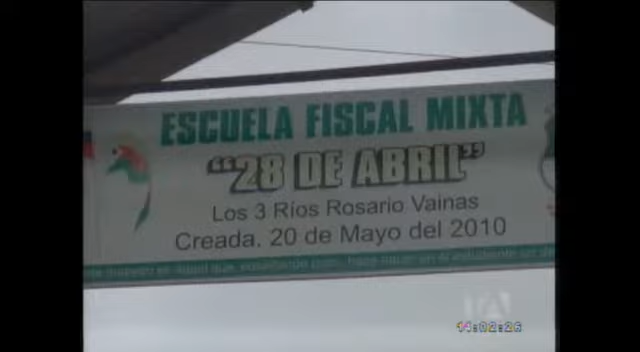 ESCUELA FISCAL MIXTA
“28 DE ABRIL”
Los 3 Ríos Rosario Vainas
Creada. 20 de Mayo del 2010
14:02:26